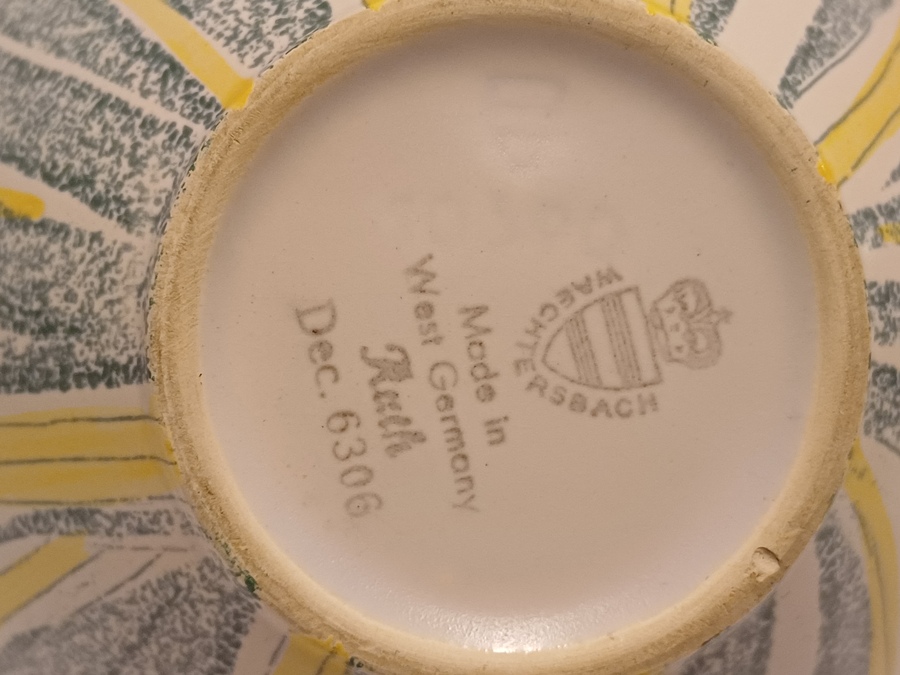 WAECHTERSBACH
Made in
West Germany
Ruth
Dec. 6306